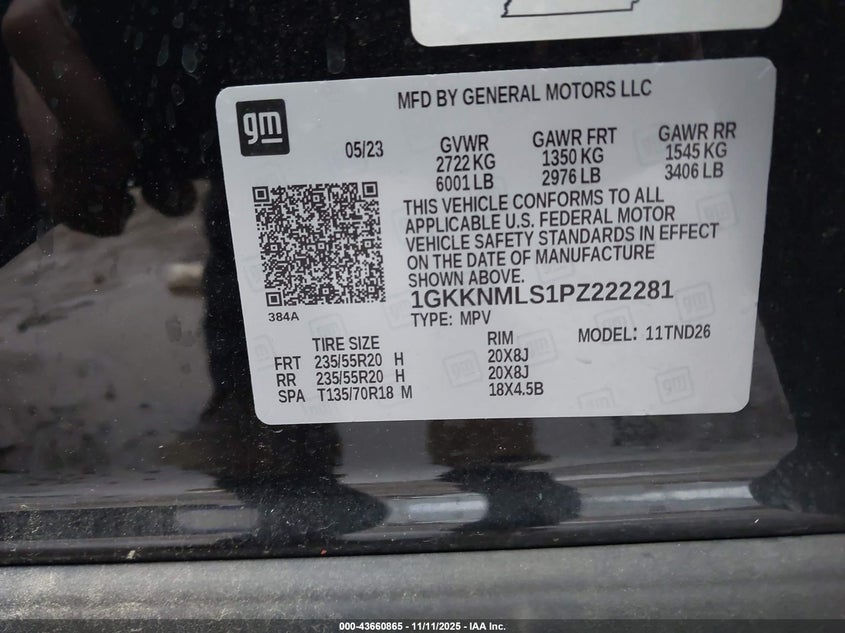 MFD BY GENERAL MOTORS LLC
gm
05/23
GVWR GAWR FRT GAWR RR
2722 KG 1350 KG 1545 KG
6001 LB 2976 LB 3406 LB
THIS VEHICLE CONFORMS TO ALL
APPLICABLE U.S. FEDERAL MOTOR
VEHICLE SAFETY STANDARDS IN EFFECT
ON THE DATE OF MANUFACTURE
SHOWN ABOVE.
1GKKNMLS1PZ222281
384A
TYPE: MPV
MODEL: 11TND26
TIRE SIZE RIM
FRT 235/55R20 H 20X8J
RR 235/55R20 H 20X8J
SPA T135/70R18 M 18X4.5B
000-43660865 - 11/11/2025 - IAA Inc.